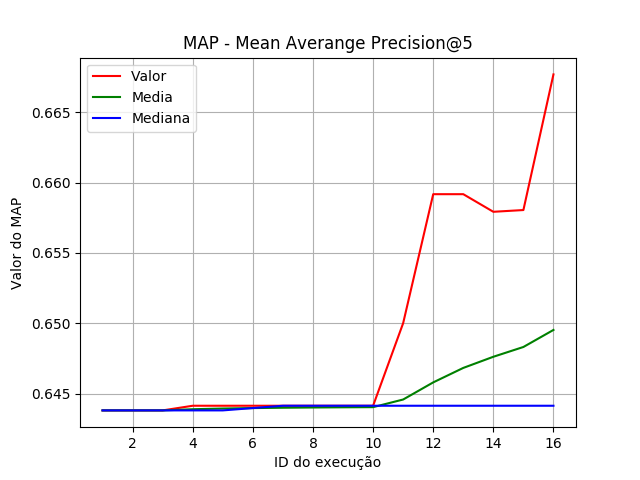 MAP - Mean Averange Precision@5
Valor
Media
Mediana
0.665
0.660
0.655
0.650
0.645
Valor do MAP
2 4 6 8 10 12 14 16
ID do execução